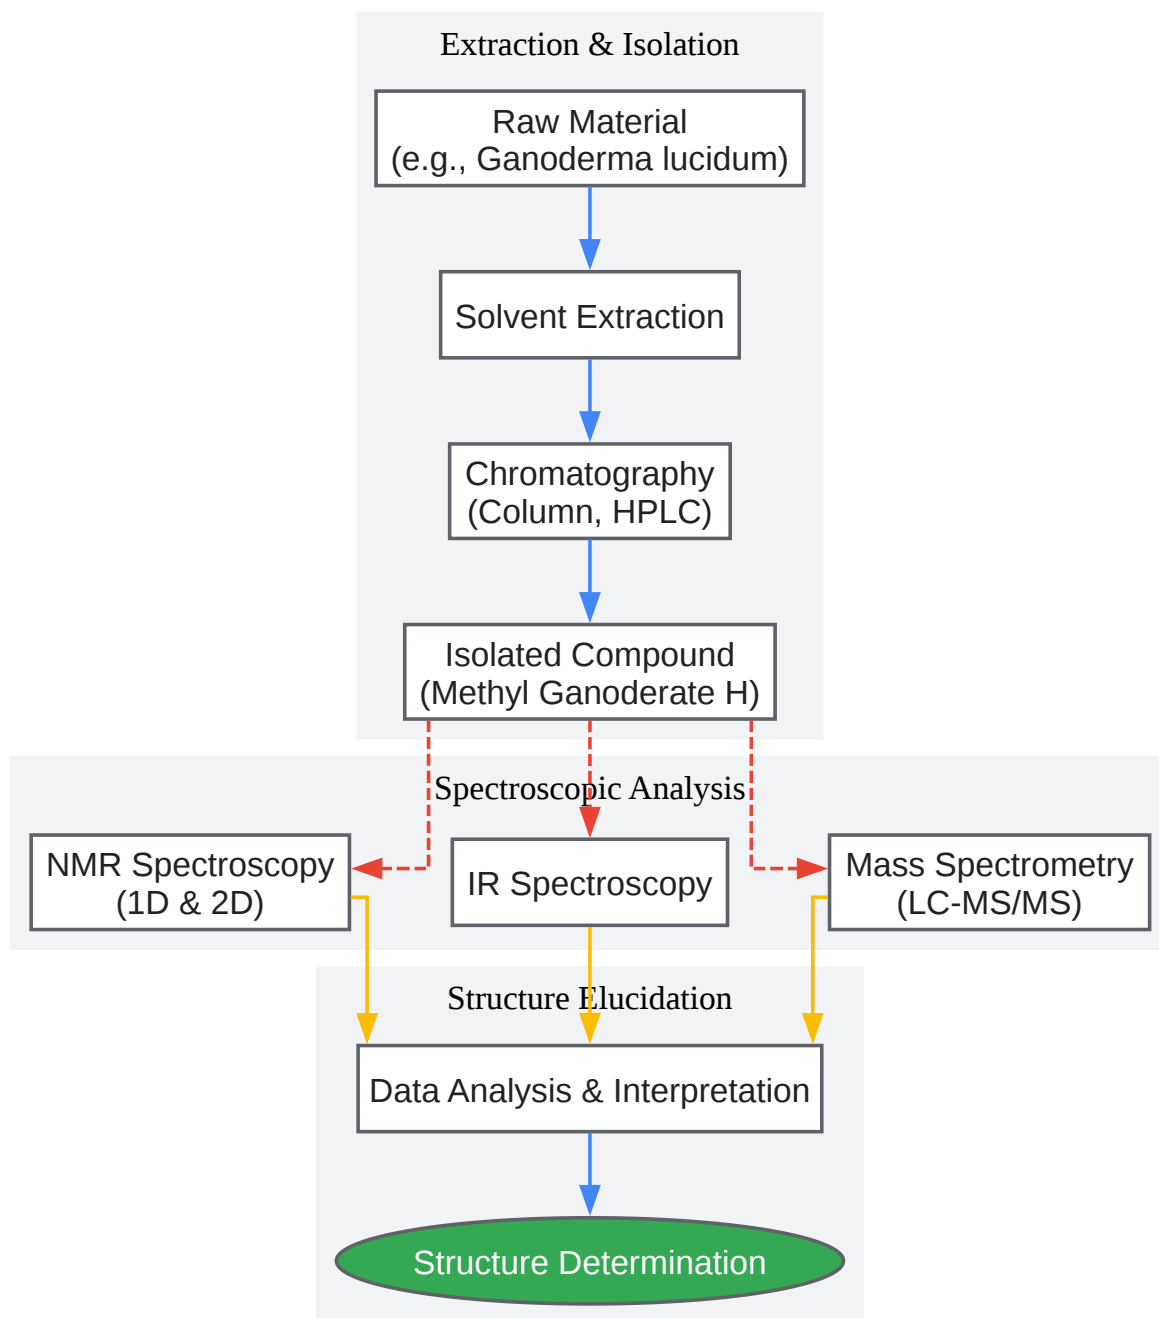 Extraction & Isolation
Raw Material
(e.g., Ganoderma lucidum)
Solvent Extraction
Chromatography
(Column, HPLC)
Isolated Compound
(Methyl Ganoderate H)
Spectroscopic Analysis
NMR Spectroscopy
(1D & 2D)
IR Spectroscopy
Mass Spectrometry
(LC-MS/MS)
Structure Elucidation
Data Analysis & Interpretation
Structure Determination